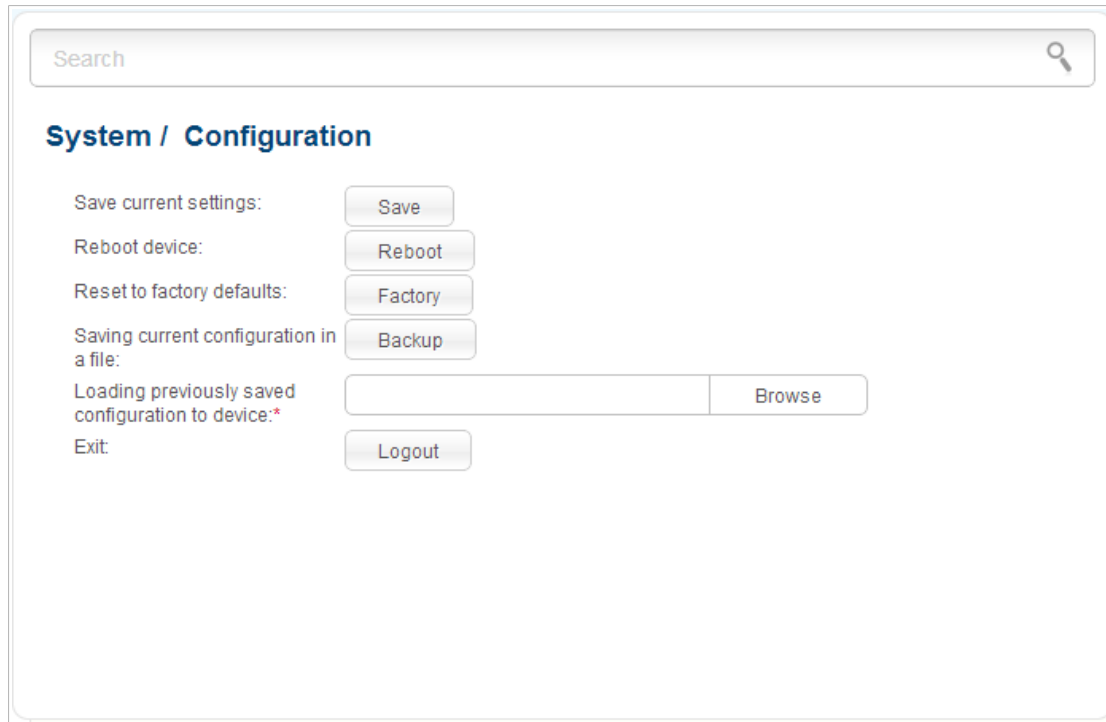 Search
System / Configuration
Save current settings: Save
Reboot device: Reboot
Reset to factory defaults: Factory
Saving current configuration in
a file: Backup
Loading previously saved
configuration to device:* Browse
Exit: Logout